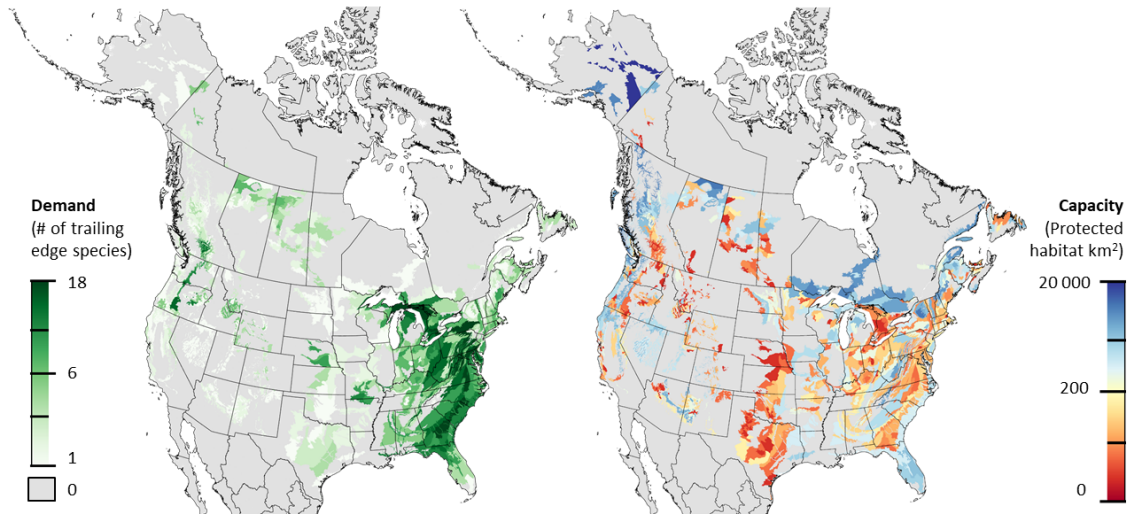 Demand
(# of trailing
edge species)
18
6
1
0
Capacity
(Protected
habitat km²)
20 000
200
0